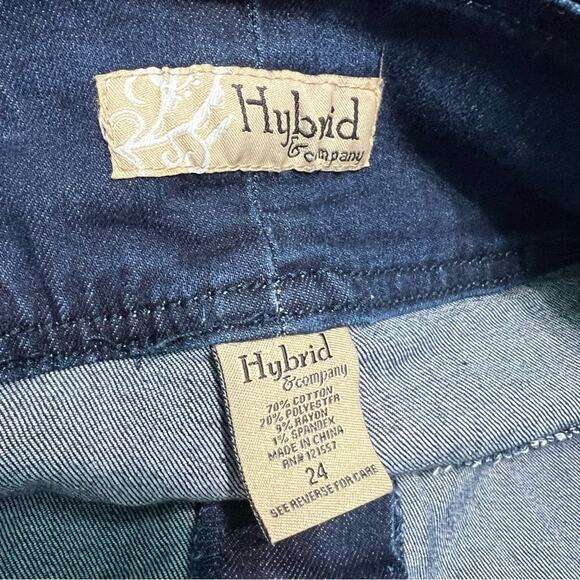 Hybrid
& company
Hybrid
& company
70% COTTON
20% POLYESTER
9% RAYON
1% SPANDEX
MADE IN CHINA
RN# 121557
24
SEE REVERSE FOR CARE